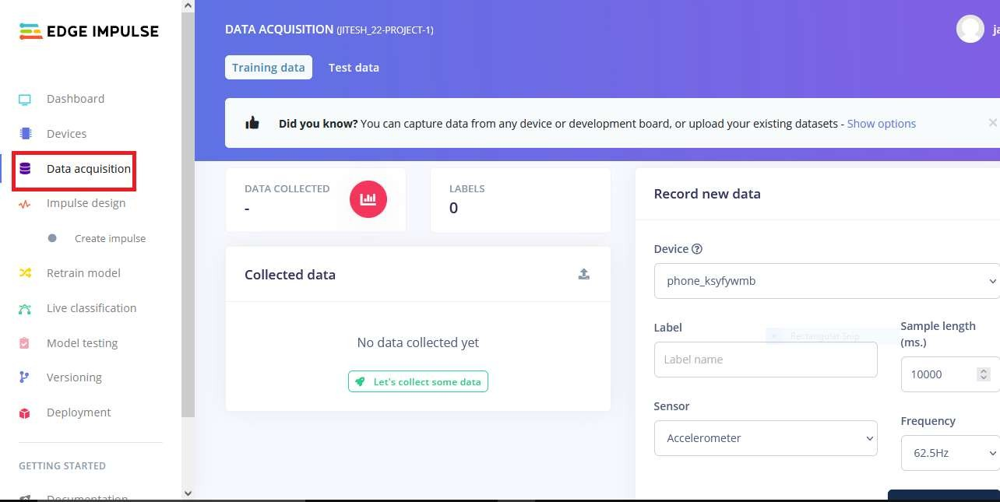 EDGE IMPULSE
Dashboard
Devices
Data acquisition
Impulse design
Create impulse
Retrain model
Live classification
Model testing
Versioning
Deployment
GETTING STARTED
Documentation
DATA ACQUISITION (JITESH_22-PROJECT-1)
ja
Training data
Test data
Did you know? You can capture data from any device or development board, or upload your existing datasets - Show options
×
DATA COLLECTED
-
LABELS
0
Collected data
No data collected yet
Let's collect some data
Record new data
Device
phone_ksyfywmb
Label
Label name
Rectangular Snip
Sample length
(ms.)
10000
Sensor
Accelerometer
Frequency
62.5Hz